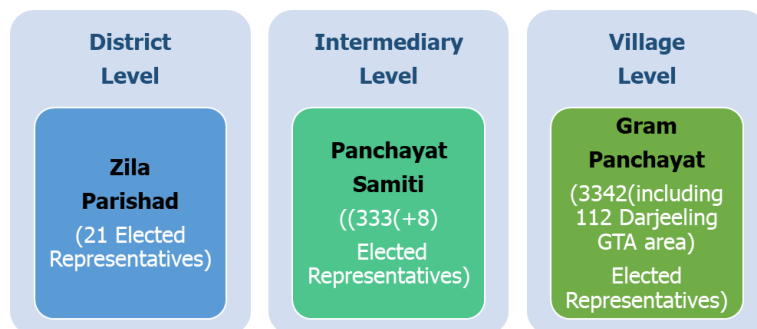 District
Level
Zila
Parishad
(21 Elected
Representatives)
Intermediary
Level
Panchayat
Samiti
((333(+8)
Elected
Representatives)
Village
Level
Gram
Panchayat
(3342(including
112 Darjeeling
GTA area)
Elected
Representatives)